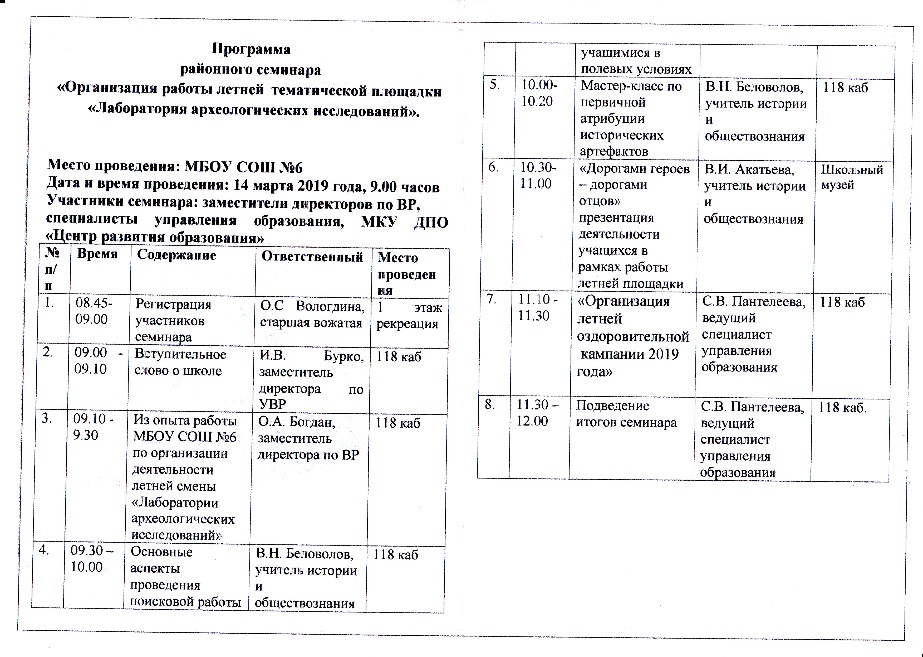 Программа
районного семинара
«Организация работы летней тематической площадки
«Лаборатория археологических исследований».
Место проведения: МБОУ СОШ №6
Дата и время проведения: 14 марта 2019 года, 9.00 часов
Участники семинара: заместители директоров по ВР,
специалисты управления образования, МКУ ДПО
«Центр развития образования»
№ п/п Время Содержание Ответственный Место проведения
1. 08.45-09.00 Регистрация участников семинара О.С Вологдина, старшая вожатая 1 этаж рекреация
2. 09.00 - 09.10 Вступительное слово о школе И.В. Бурко, заместитель директора по УВР 118 каб
3. 09.10 - 9.30 Из опыта работы МБОУ СОШ №6 по организации деятельности летней смены «Лаборатории археологических исследований» О.А. Богдан, заместитель директора по ВР 118 каб
4. 09.30 – 10.00 Основные аспекты проведения поисковой работы В.Н. Беловолов, учитель истории и обществознания 118 каб
учащимися в полевых условиях
5. 10.00-10.20 Мастер-класс по первичной атрибуции исторических артефактов В.Н. Беловолов, учитель истории и обществознания 118 каб
6. 10.30-11.00 «Дорогами героев – дорогами отцов» презентация деятельности учащихся в рамках работы летней площадки В.И. Акатьева, учитель истории и обществознания Школьный музей
7. 11.10 - 11.30 «Организация летней оздоровительной кампании 2019 года» С.В. Пантелеева, ведущий специалист управления образования 118 каб
8. 11.30 – 12.00 Подведение итогов семинара С.В. Пантелеева, ведущий специалист управления образования 118 каб.